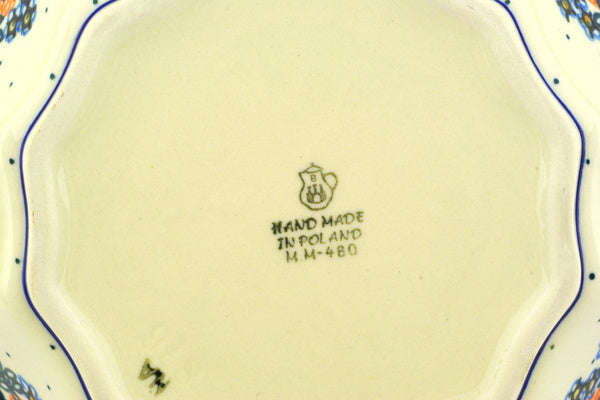 B
HAND MADE
IN POLAND
M.M-480